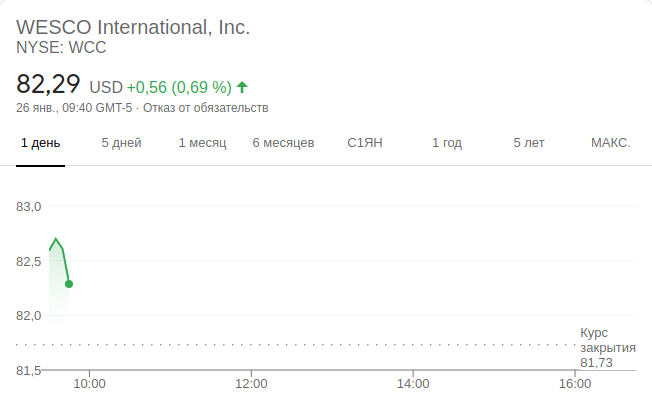 WESCO International, Inc.
NYSE: WCC
82,29 USD +0,56 (0,69 %)
26 янв., 09:40 GMT-5 · Отказ от обязательств
1 день 5 дней 1 месяц 6 месяцев С1ЯН 1 год 5 лет МАКС.
83,0
82,5
82,0
Курс
закрытия
81,73
81,5
10:00 12:00 14:00 16:00